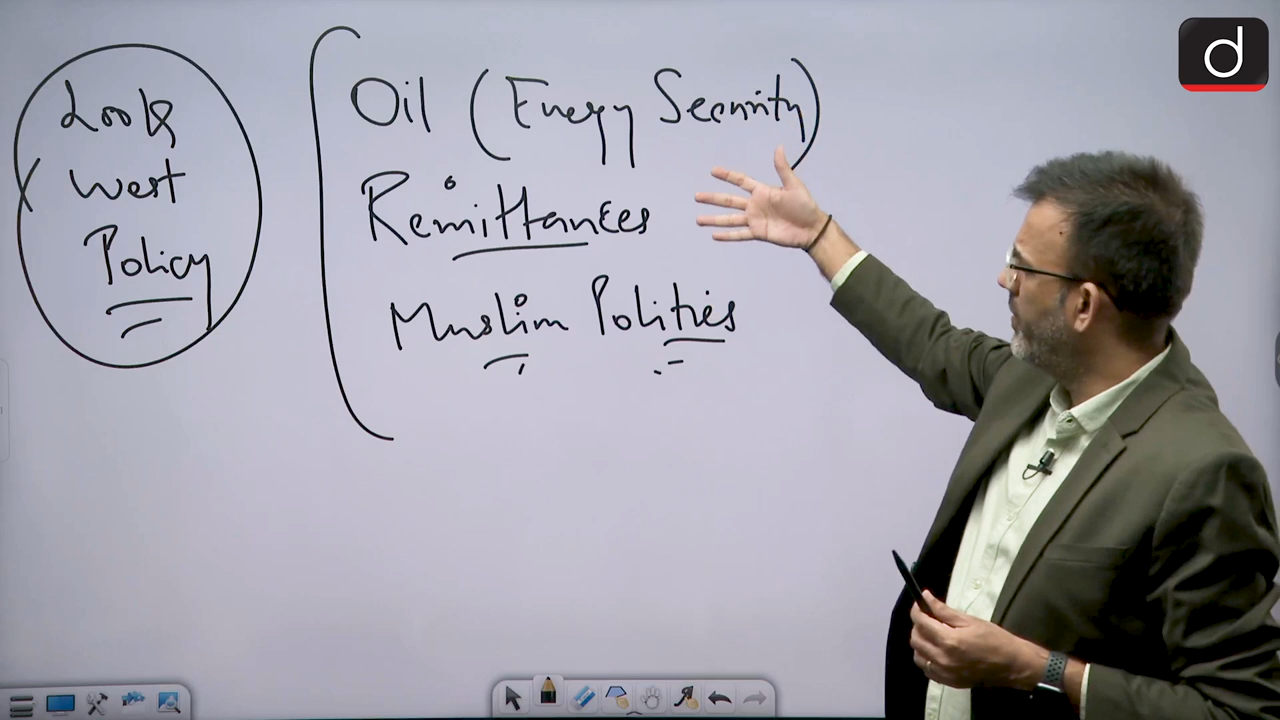 Look
West
Policy
Oil (Energy Security)
Remittances
Muslim Polities
d